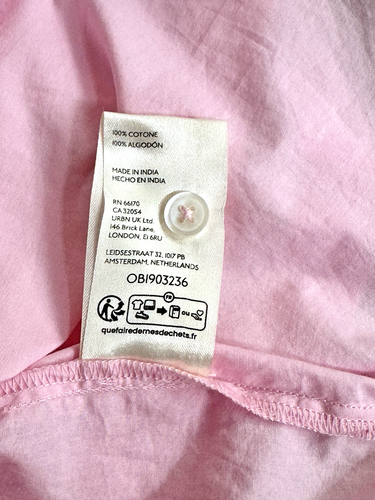 100% COTONE
100% ALGODÓN
MADE IN INDIA
HECHO EN INDIA
RN 66170
CA 32054
URBN UK Ltd.
146 Brick Lane,
LONDON, E1 6RU
LEIDSESTRAAT 32, 1017 PB
AMSTERDAM, NETHERLANDS
OB1903236
FR
ou
quefairedemesdechets.fr